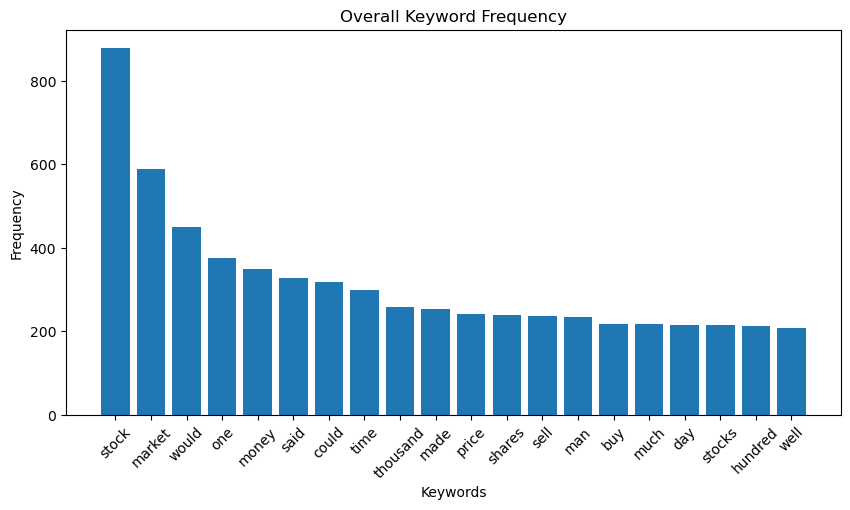 Overall Keyword Frequency
Frequency
800
600
400
200
0
stock market would one money said could time thousand made price shares sell man buy much day stocks hundred well
Keywords